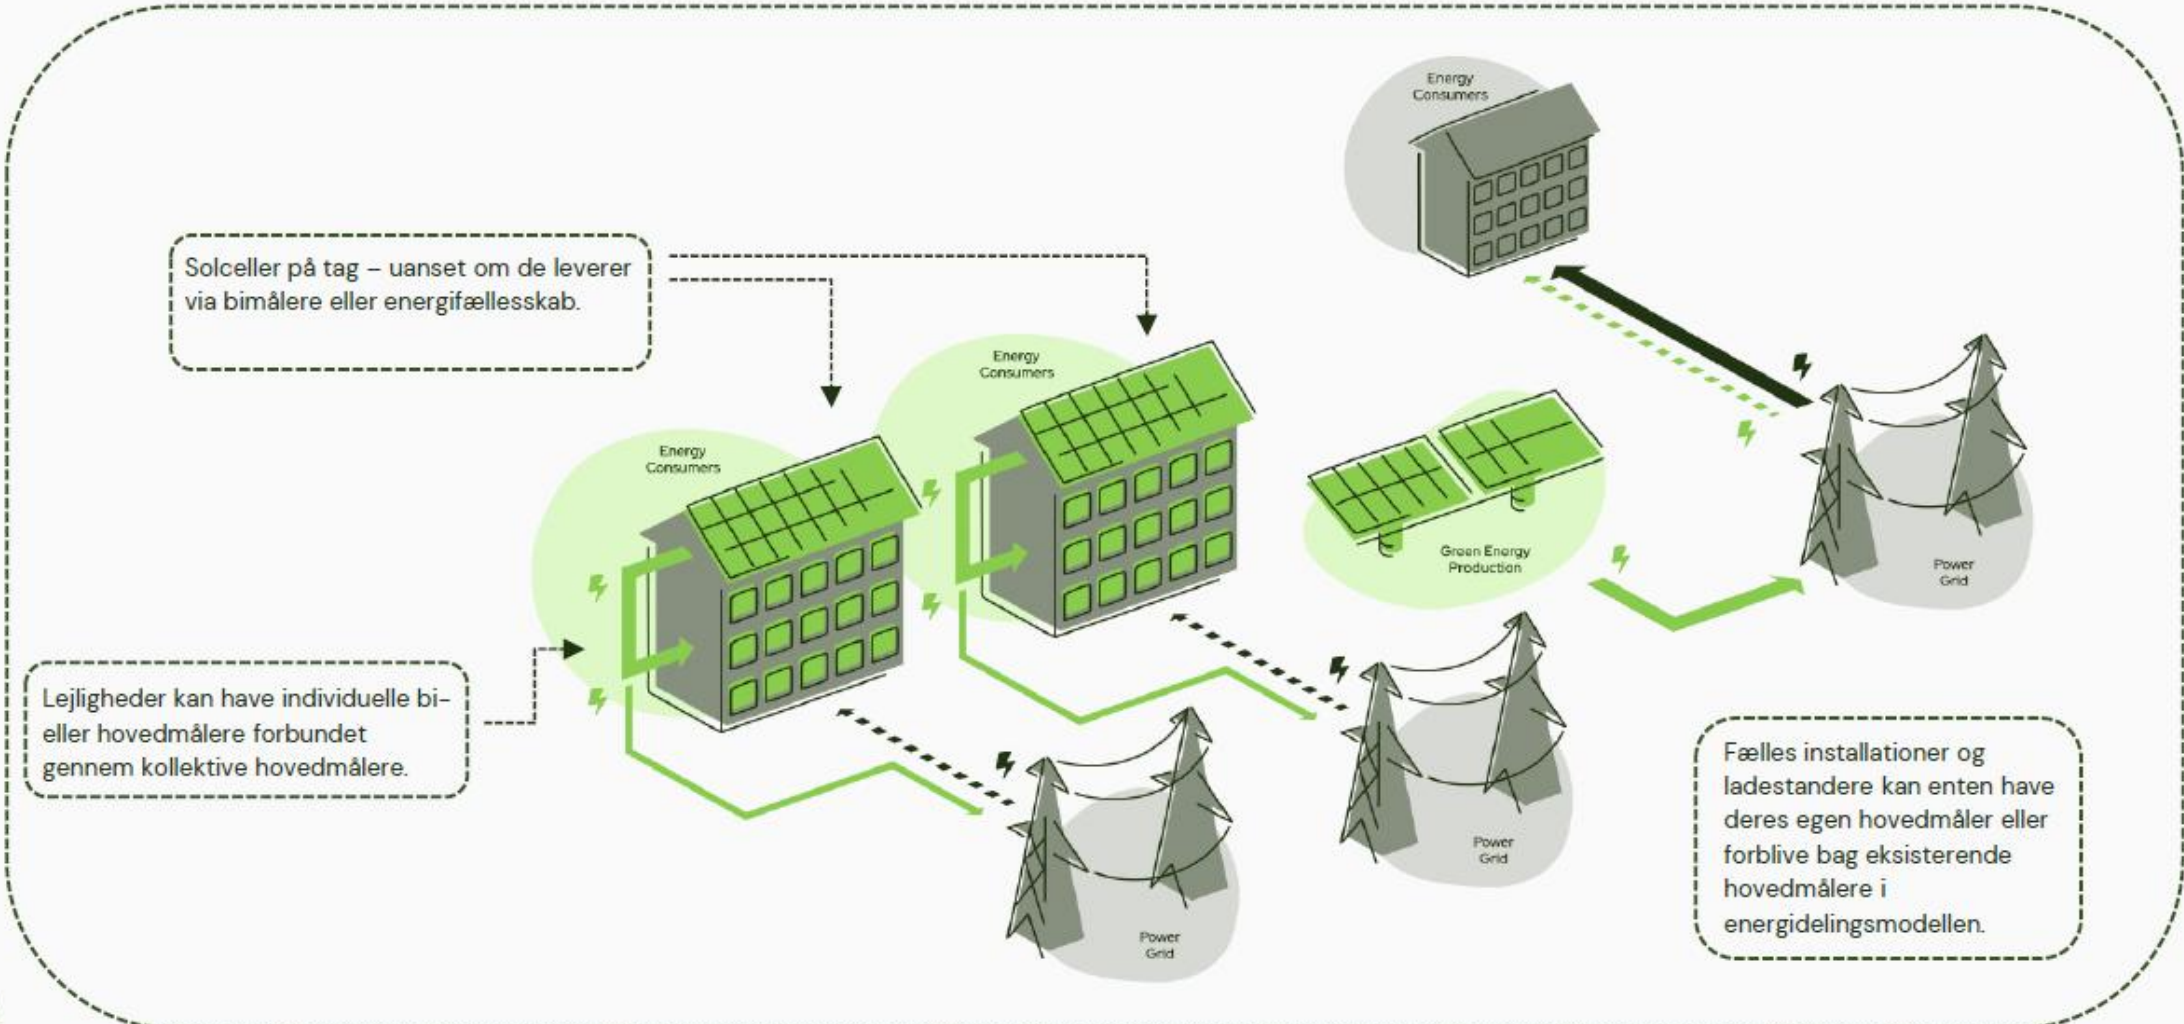 Energy
Consumers
Solceller på tag – uanset om de leverer
via bimålere eller energifællesskab.
Energy
Consumers
Energy
Consumers
Green Energy
Production
Power
Grid
Lejligheder kan have individuelle bi-
eller hovedmålere forbundet
gennem kollektive hovedmålere.
Power
Grid
Fælles installationer og
ladestandere kan enten have
deres egen hovedmåler eller
forblive bag eksisterende
hovedmålere i
energidelingsmodellen.
Power
Grid